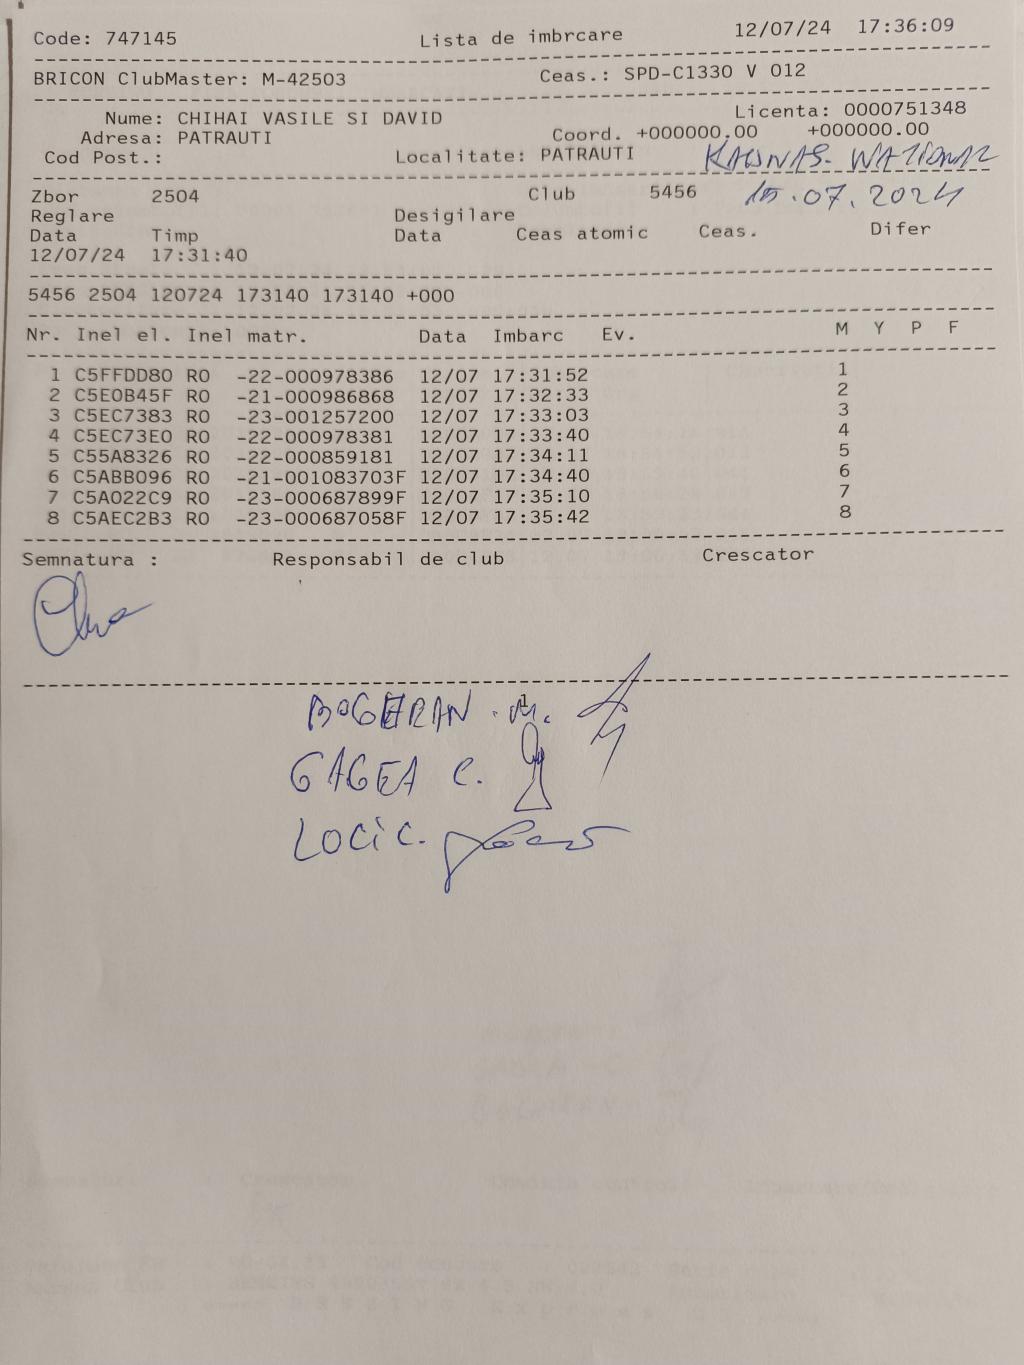 Code: 747145 Lista de imbrcare 12/07/24 17:36:09
BRICON ClubMaster: M-42503 Ceas.: SPD-C1330 V 012
Nume: CHIHAI VASILE SI DAVID Licenta: 0000751348
Adresa: PATRAUTI Coord. +000000.00 +000000.00
Cod Post.: Localitate: PATRAUTI KAUNAS. NATIONAL
Zbor 2504 Club 5456 15.07.2024
Reglare Desigilare
Data Timp Data Ceas atomic Ceas. Difer
12/07/24 17:31:40
5456 2504 120724 173140 173140 +000
Nr. Inel el. Inel matr. Data Imbarc Ev. M Y P F
1 C5FFDD80 RO -22-000978386 12/07 17:31:52 1
2 C5E0B45F RO -21-000986868 12/07 17:32:33 2
3 C5EC7383 RO -23-001257200 12/07 17:33:03 3
4 C5EC73E0 RO -22-000978381 12/07 17:33:40 4
5 C55A8326 RO -22-000859181 12/07 17:34:11 5
6 C5ABB096 RO -21-001083703F 12/07 17:34:40 6
7 C5A022C9 RO -23-000687899F 12/07 17:35:10 7
8 C5AEC2B3 RO -23-000687058F 12/07 17:35:42 8
Semnatura : Responsabil de club Crescator
M.
GAGEA C.
LOCI C.